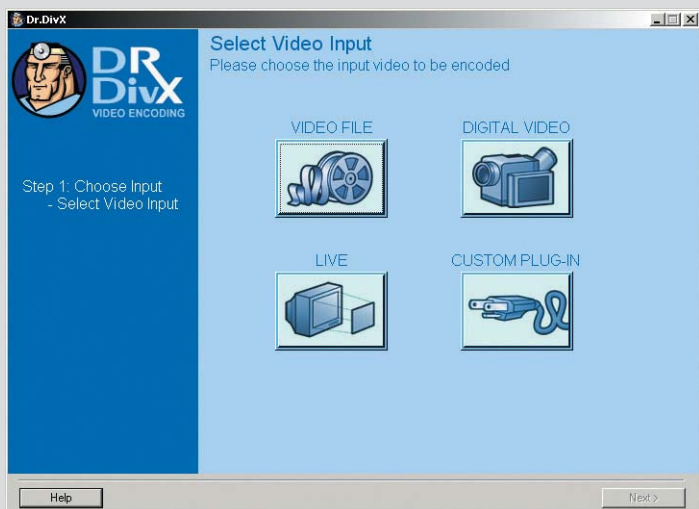 Dr.DivX
DR
DivX
VIDEO ENCODING
Step 1: Choose Input
- Select Video Input
Select Video Input
Please choose the input video to be encoded
VIDEO FILE
DIGITAL VIDEO
LIVE
CUSTOM PLUG-IN
Help
Next >